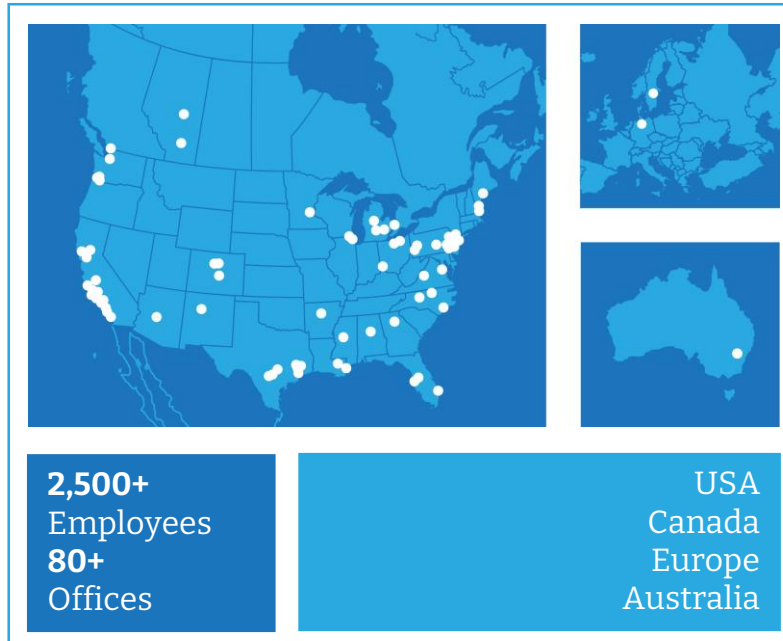 2,500+
Employees
80+
Offices
USA
Canada
Europe
Australia